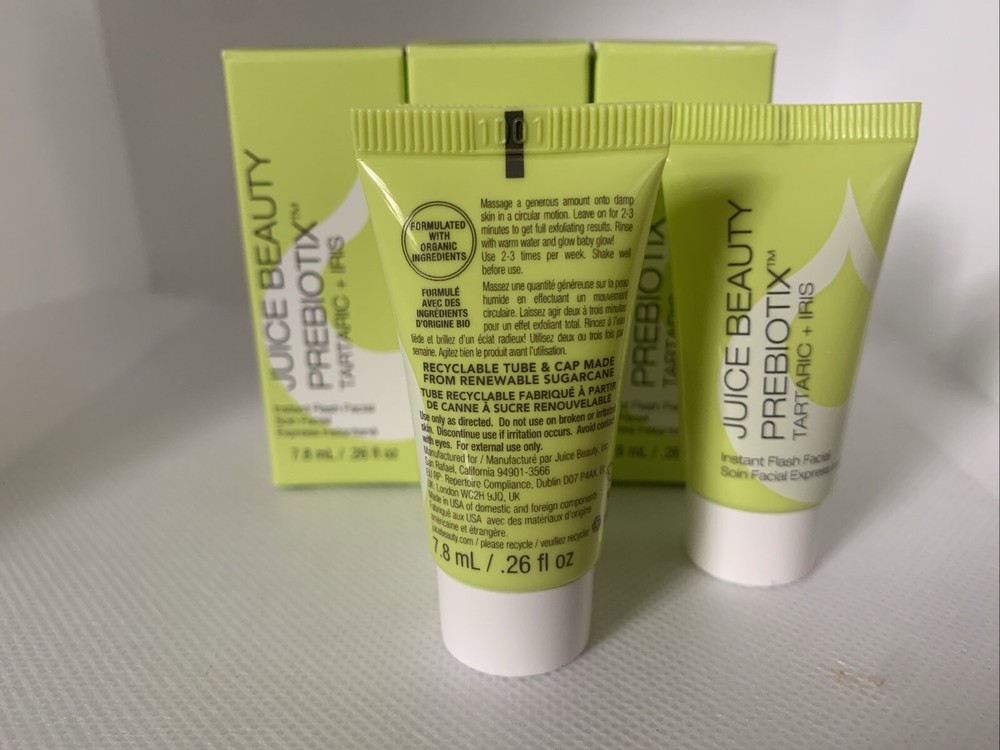 JUICE BEAUTY
PREBIOTIX™
TARTARIC + IRIS
Instant Flash Facial
7.8 mL / .26 fl oz
1001
FORMULATED
WITH
ORGANIC
INGREDIENTS
FORMULÉ
AVEC DES
INGRÉDIENTS
D'ORIGINE BIO
Massage a generous amount onto damp
skin in a circular motion. Leave on for 2-3
minutes to get full exfoliating results. Rinse
with warm water and glow baby glow!
Use 2-3 times per week. Shake well
before use.
Massez une quantité généreuse sur la peau
humide en effectuant un mouvement
circulaire. Laissez agir deux à trois minutes
pour un effet exfoliant total. Rincez à l'eau
tiède et brillez d'un éclat radieux! Utilisez deux ou trois fois par
semaine. Agitez bien le produit avant l'utilisation.
RECYCLABLE TUBE & CAP MADE
FROM RENEWABLE SUGARCANE
TUBE RECYCLABLE FABRIQUÉ À PARTIR
DE CANNE À SUCRE RENOUVELABLE
Use only as directed. Do not use on broken or irritated
skin. Discontinue use if irritation occurs. Avoid contact
with eyes. For external use only.
Manufactured for / Manufacturé par Juice Beauty, Inc.
San Rafael, California 94901-3566
EU RP: Repertoire Compliance, Dublin D07 P4AX,
UK: London WC2H 9JQ, UK
Made in USA of domestic and foreign components
Fabriqué aux USA avec des matériaux d'origine
américaine et étrangère.
juicebeauty.com / please recycle / veuillez recycler
7.8 mL / .26 fl oz
PREBIOTIX
JUICE BEAUTY
PREBIOTIX™
TARTARIC + IRIS
Instant Flash Facial
Soin Facial Express